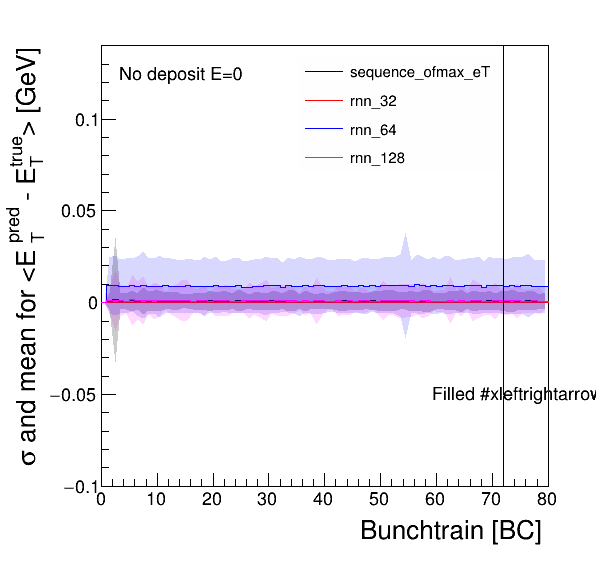 No deposit E=0
sequence_ofmax_eT
rnn_32
rnn_64
rnn_128
σ and mean for <E_T^pred - E_T^true> [GeV]
0.1
0.05
0
−0.05
−0.1
Filled #xleftrightarrow
0 10 20 30 40 50 60 70 80
Bunchtrain [BC]